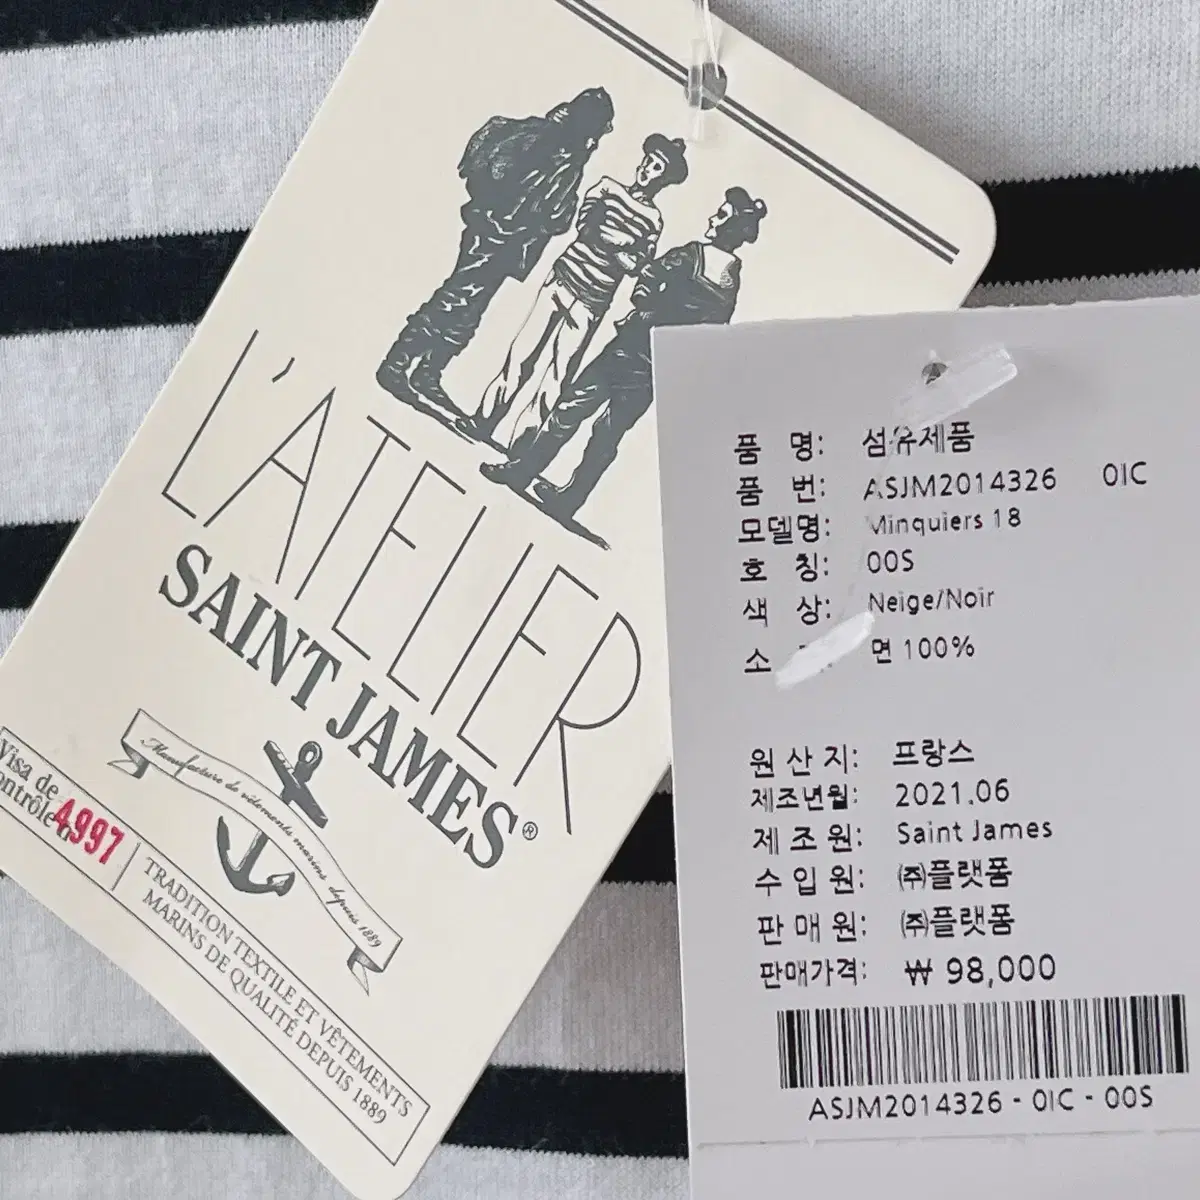 L'ATELIER
SAINT JAMES®
Manufacture de vêtements marins depuis 1889
Visa de
4997
TRADITION TEXTILE ET VÊTEMENTS
MARINS DE QUALITÉ DEPUIS 1889
품 명: 섬유제품
품 번: ASJM2014326 0IC
모델명: Minquiers 18
호 칭: 00S
색 상: Neige/Noir
소 면 100%
원 산 지: 프랑스
제조년월: 2021.06
제 조 원: Saint James
수 입 원: ㈜플랫폼
판 매 원: ㈜플랫폼
판매가격: ₩ 98,000
ASJM2014326 - 0IC - 00S